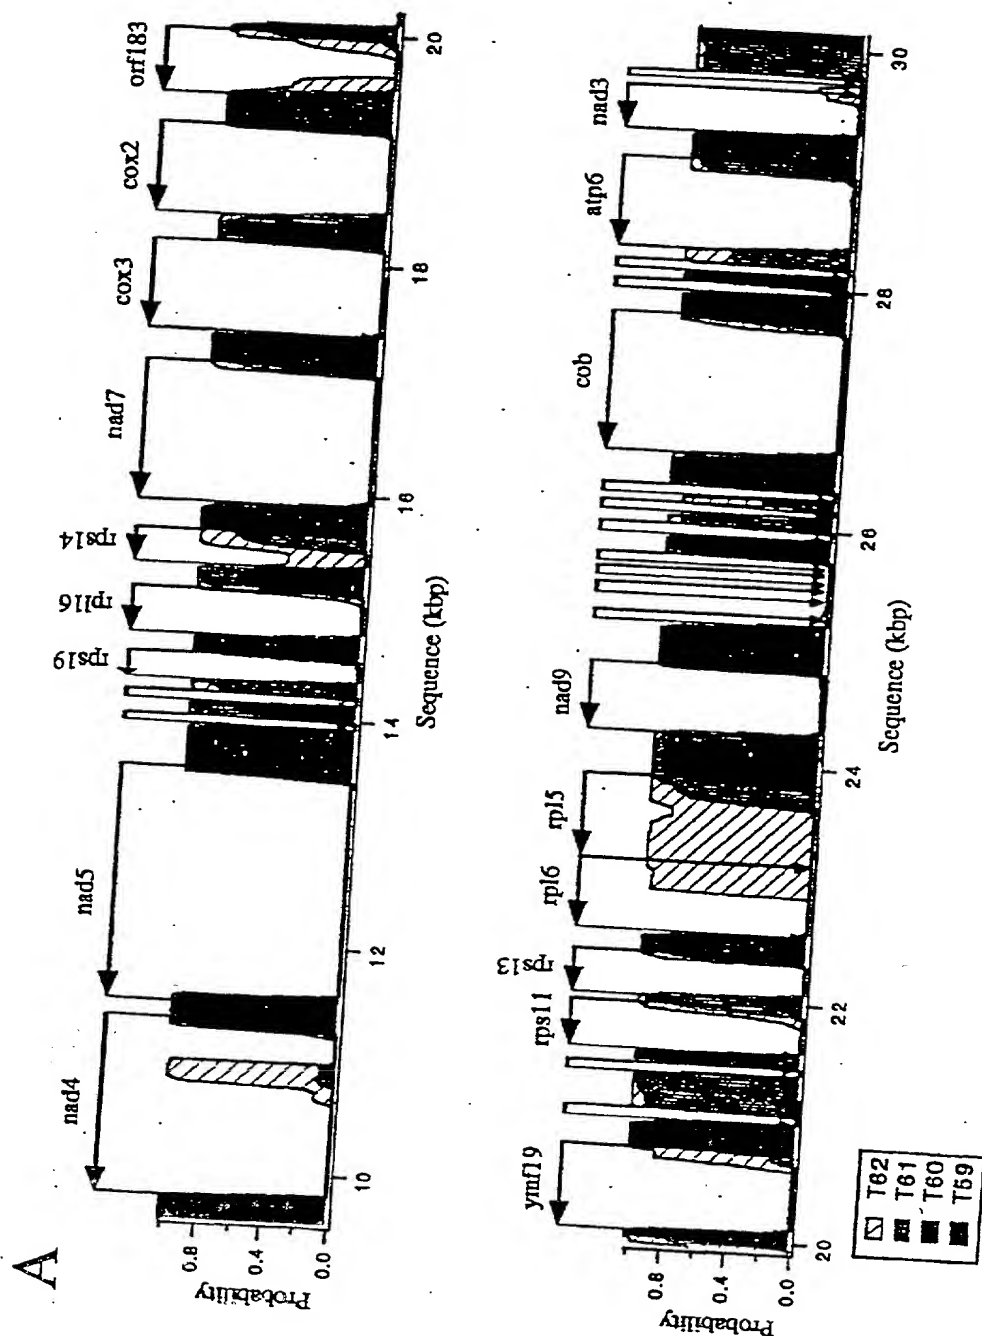 A
nad4
nad5
rps19
rpl16
rps14
nad7
cox3
cox2
orf183
Probability
0.8
0.4
0.0
10
12
14
16
18
20
Sequence (kbp)
ymf19
rps11
rps13
rpl6
rpl5
nad9
cob
atp6
nad3
Probability
0.8
0.4
0.0
20
22
24
26
28
30
Sequence (kbp)
T62
T61
T60
T59